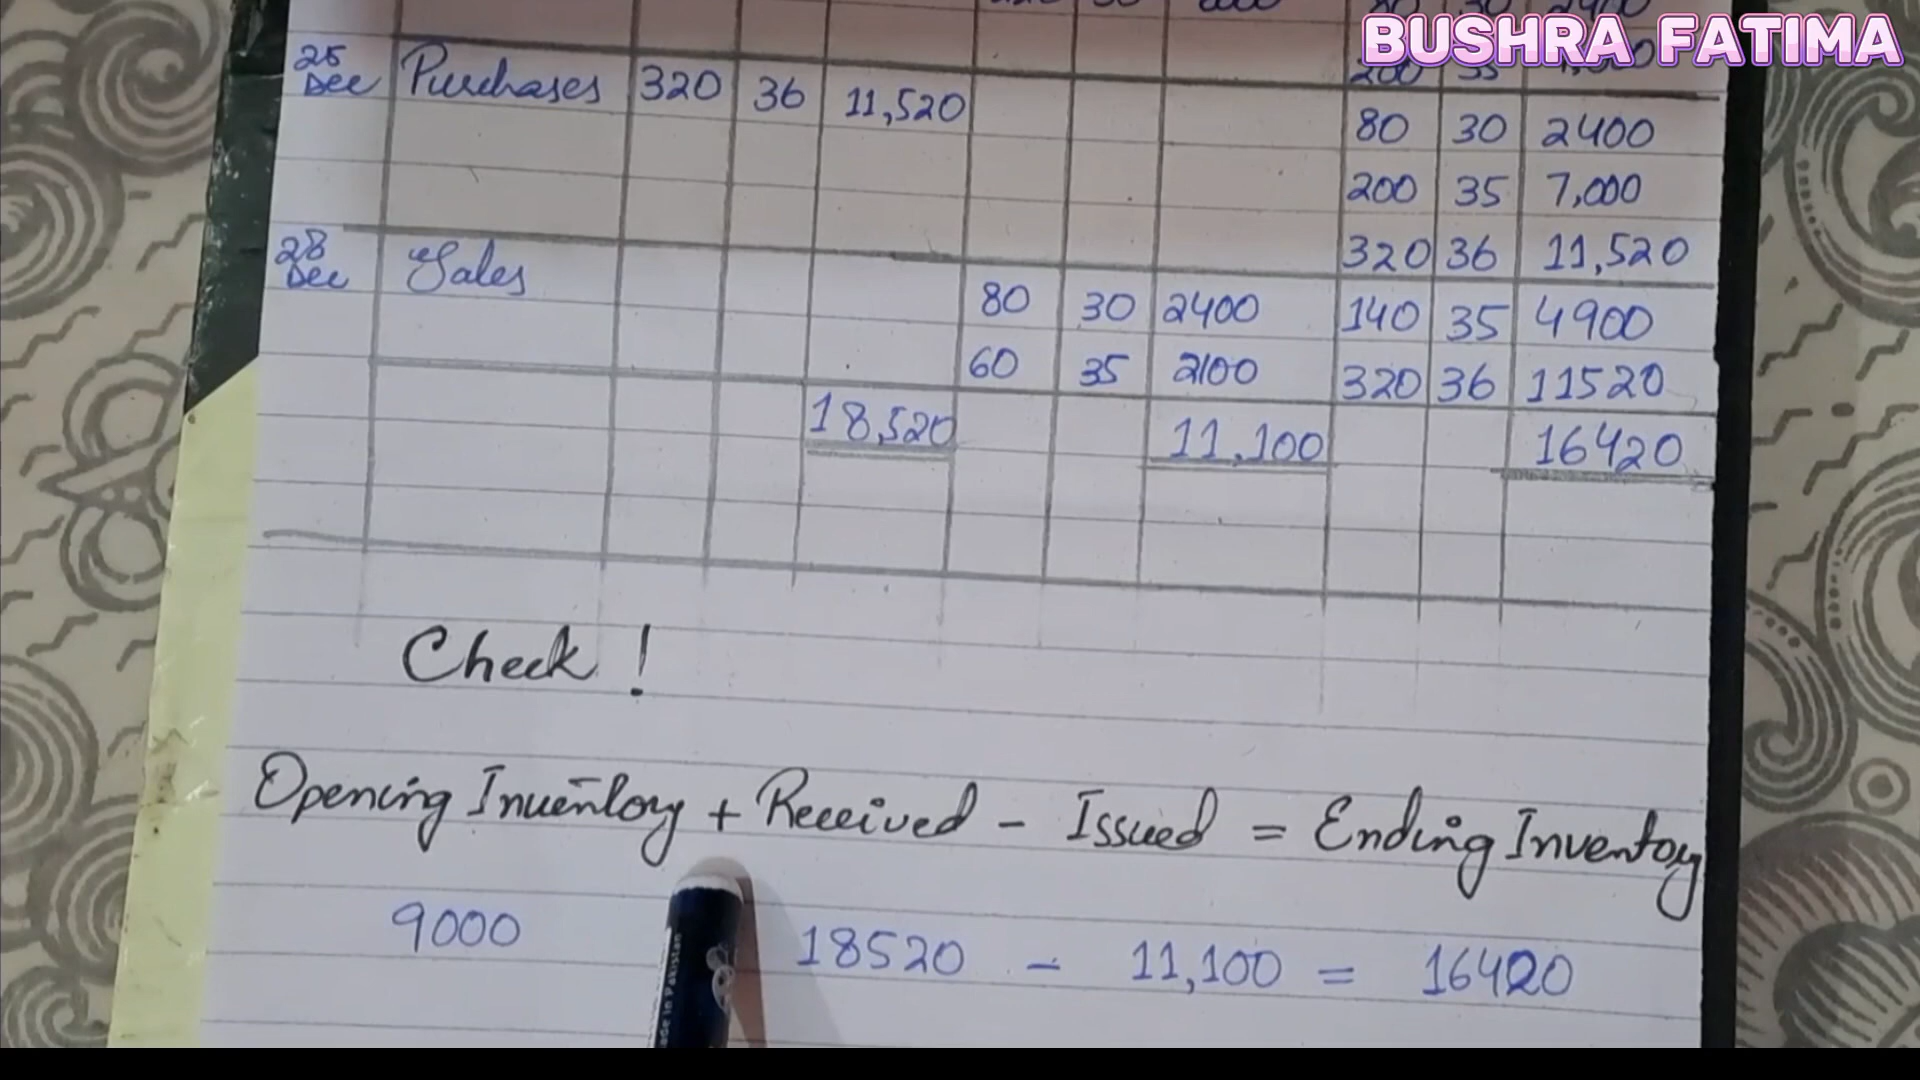 BUSHRA FATIMA
200 35
25 Dec Purchases 320 36 11,520 80 30 2400
200 35 7,000
320 36 11,520
28 Dec Sales 80 30 2400 140 35 4900
60 35 2100 320 36 11520
18,520 11,100 16420
Check !
Opening Inventory + Received - Issued = Ending Inventory
9000 18520 - 11,100 = 16420